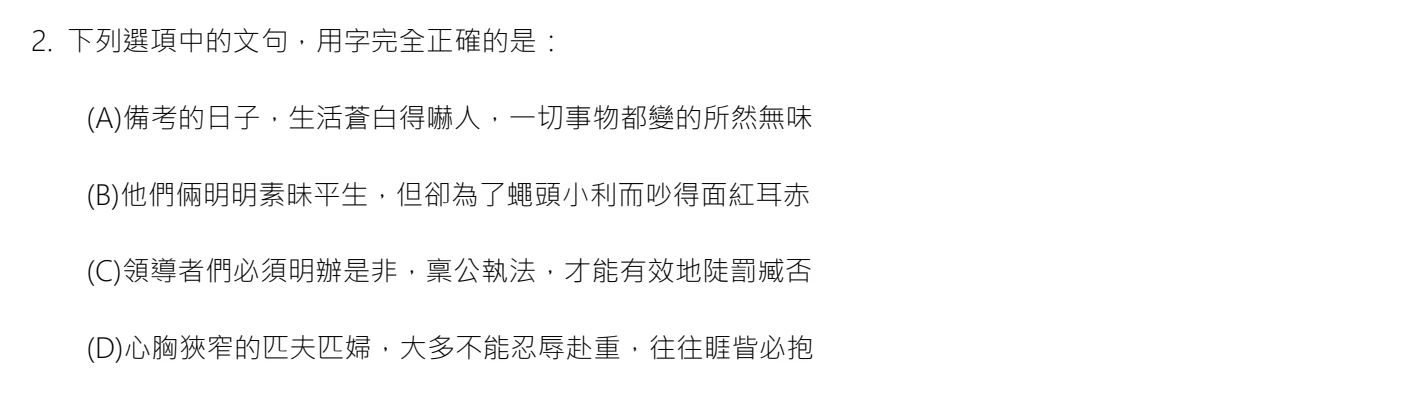 2. 下列選項中的文句，用字完全正確的是：
(A)備考的日子，生活蒼白得嚇人，一切事物都變的所然無味
(B)他們倆明明素昧平生，但卻為了蠅頭小利而吵得面紅耳赤
(C)領導者們必須明辦是非，稟公執法，才能有效地陡罰臧否
(D)心胸狹窄的匹夫匹婦，大多不能忍辱赴重，往往睚眥必抱